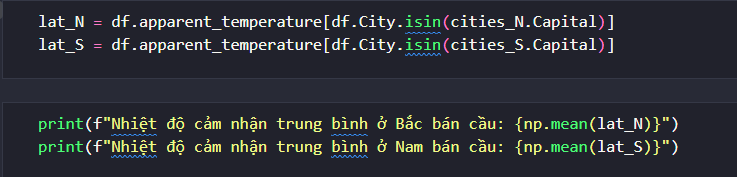 lat_N = df.apparent_temperature[df.City.isin(cities_N.Capital)]
lat_S = df.apparent_temperature[df.City.isin(cities_S.Capital)]
print(f"Nhiệt độ cảm nhận trung bình ở Bắc bán cầu: {np.mean(lat_N)}")
print(f"Nhiệt độ cảm nhận trung bình ở Nam bán cầu: {np.mean(lat_S)}")